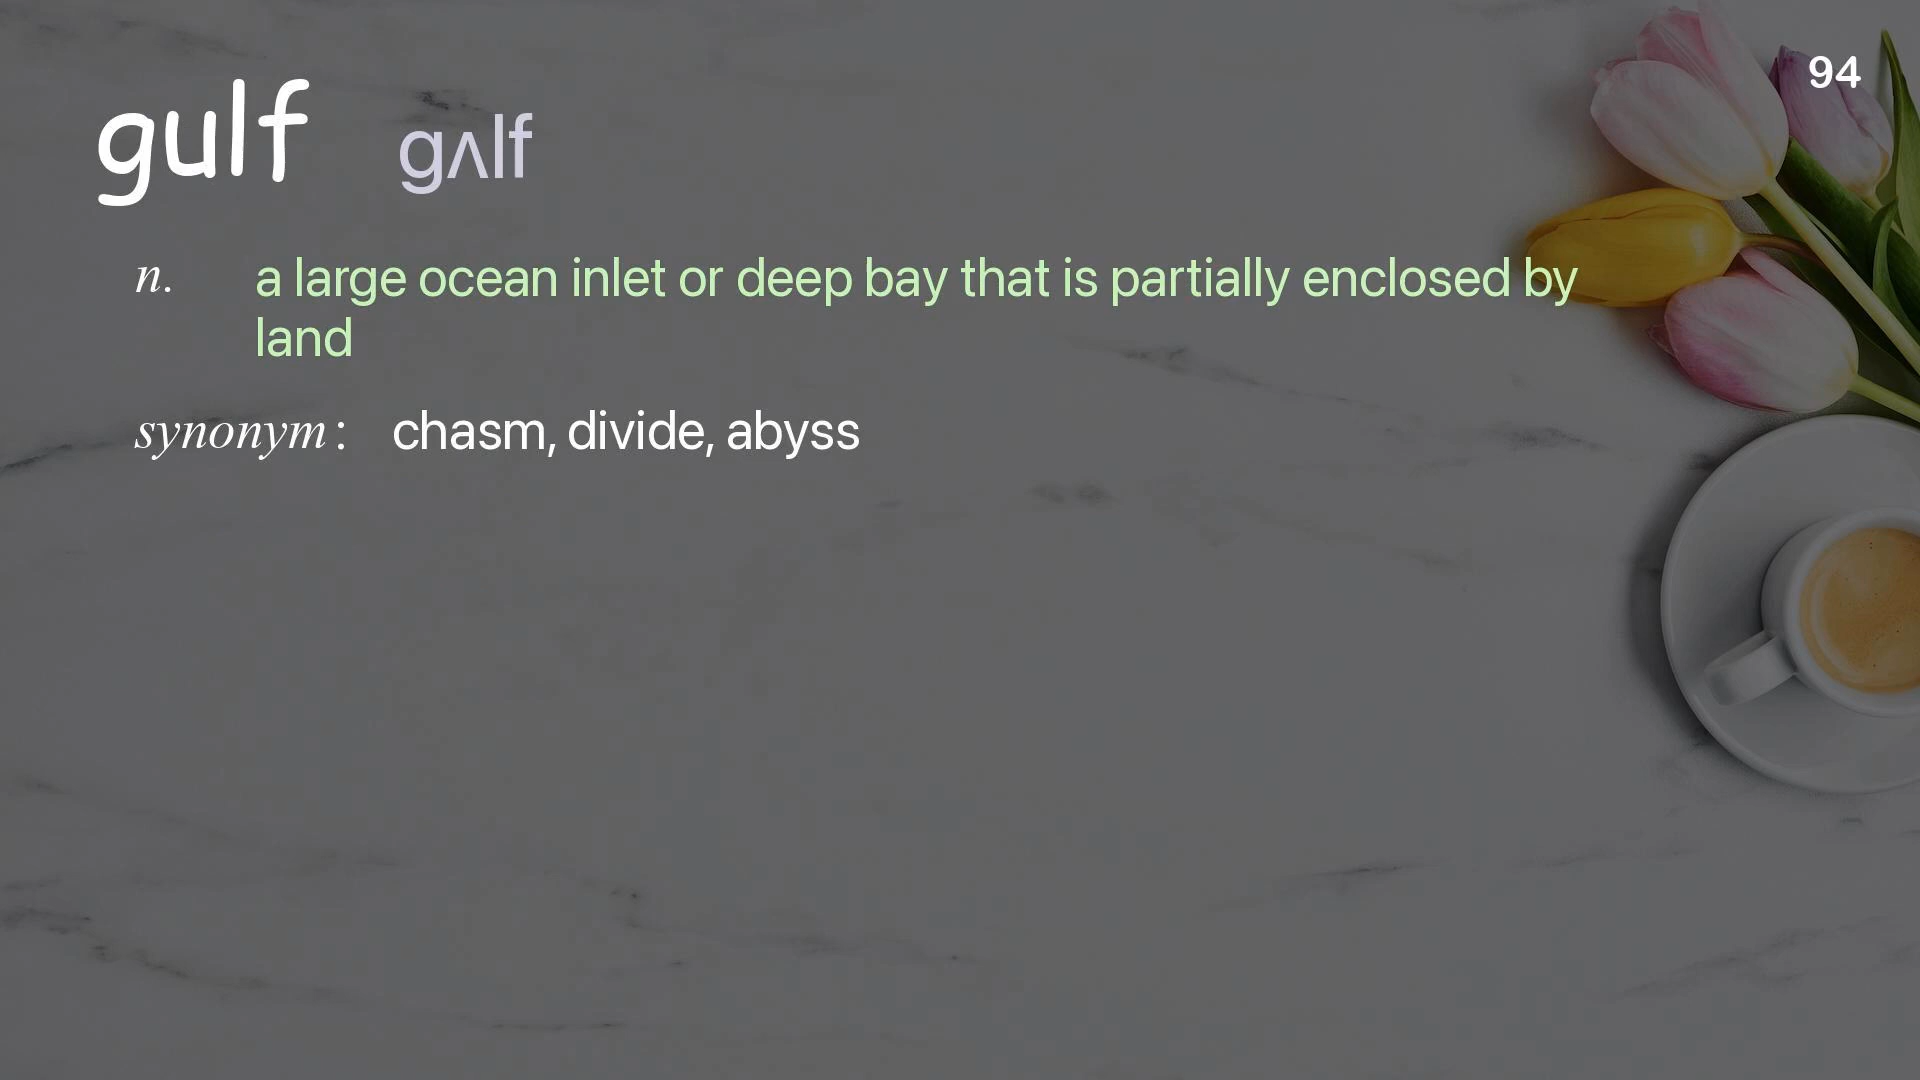 94
gulf gʌlf
n. a large ocean inlet or deep bay that is partially enclosed by
land
synonym: chasm, divide, abyss